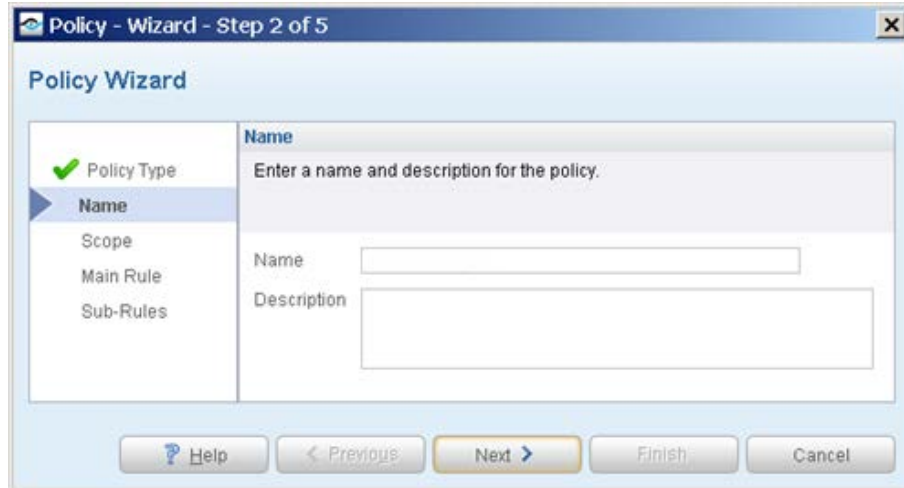 Policy - Wizard - Step 2 of 5
Policy Wizard
Policy Type
Name
Scope
Main Rule
Sub-Rules
Name
Enter a name and description for the policy.
Name
Description
Help
< Previous
Next >
Finish
Cancel